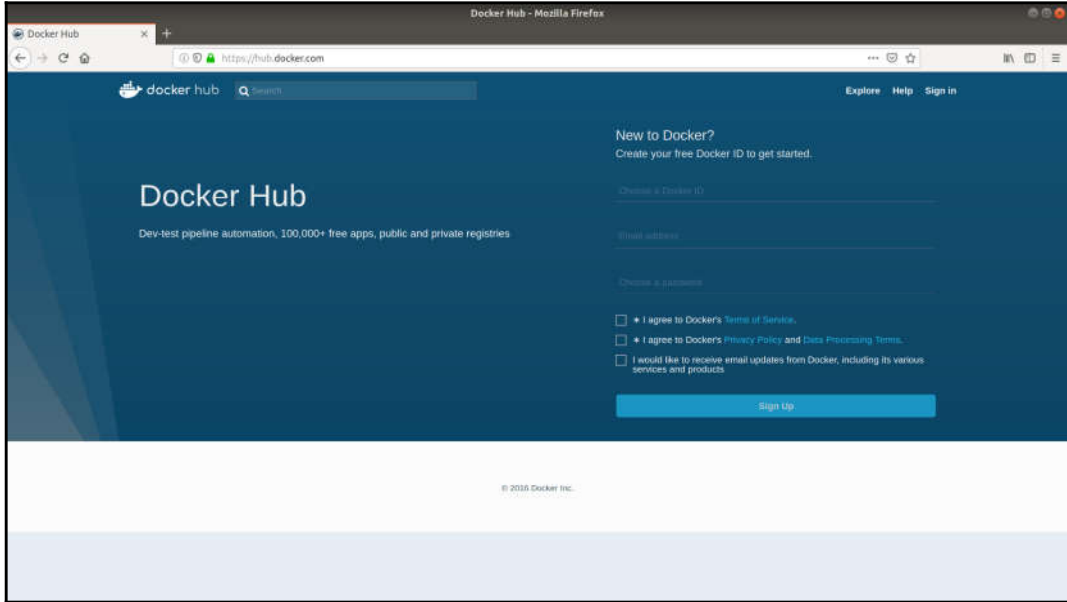 Docker Hub - Mozilla Firefox
Docker Hub
https://hub.docker.com
docker hub
Search
Explore Help Sign in
New to Docker?
Create your free Docker ID to get started.
Choose a Docker ID
Docker Hub
Dev-test pipeline automation, 100,000+ free apps, public and private registries
Email address
Choose a password
* I agree to Docker's Terms of Service.
* I agree to Docker's Privacy Policy and Data Processing Terms.
I would like to receive email updates from Docker, including its various
services and products
Sign Up
© 2016 Docker Inc.